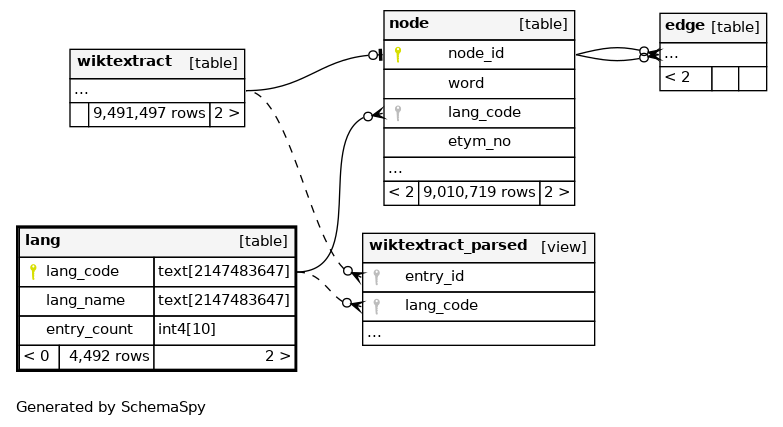 wiktextract [table]
...
9,491,497 rows 2 >
node [table]
node_id
word
lang_code
etym_no
...
< 2 9,010,719 rows 2 >
edge [table]
...
< 2
lang [table]
lang_code text[2147483647]
lang_name text[2147483647]
entry_count int4[10]
< 0 4,492 rows 2 >
wiktextract_parsed [view]
entry_id
lang_code
...
Generated by SchemaSpy